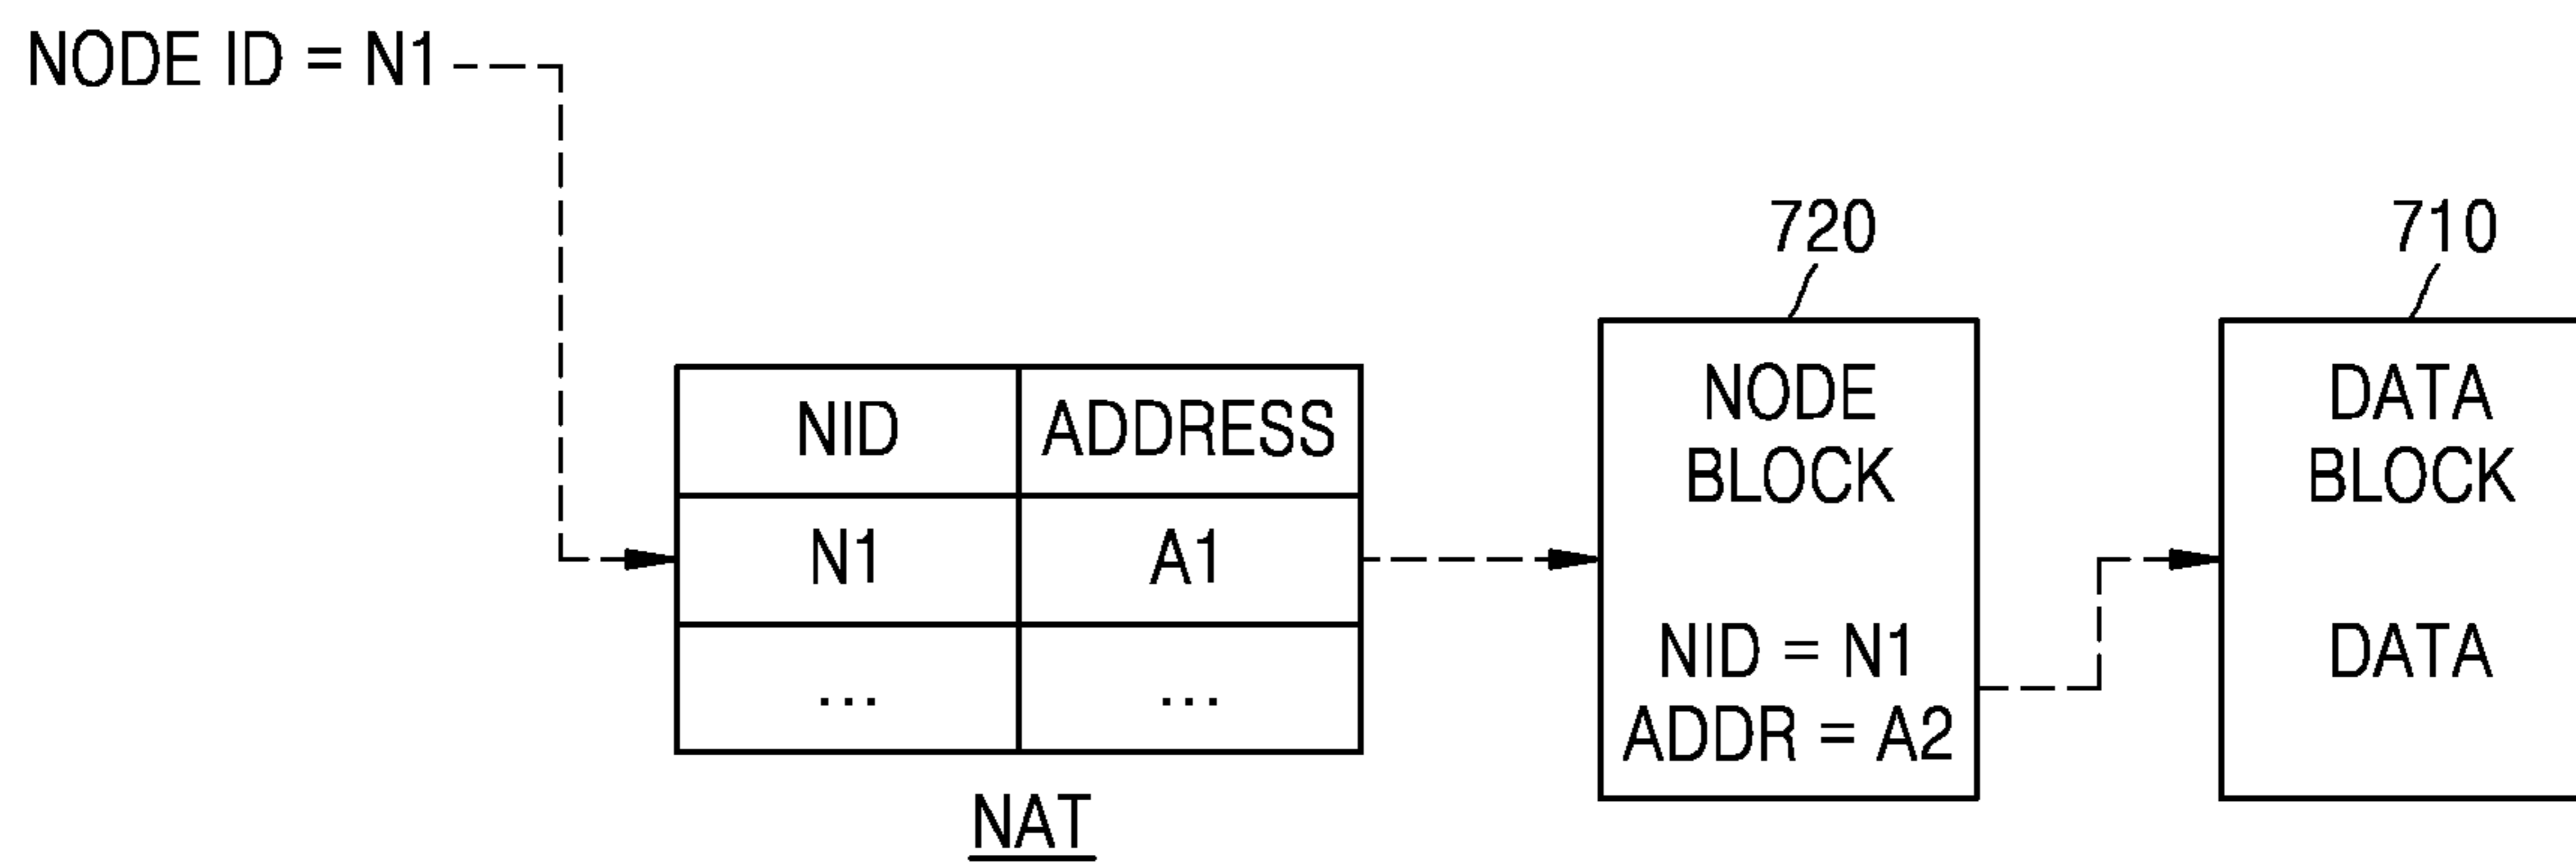 NODE ID = N1
720
710
NID ADDRESS
N1 A1
... ...
NAT
NODE
BLOCK
NID = N1
ADDR = A2
DATA
BLOCK
DATA